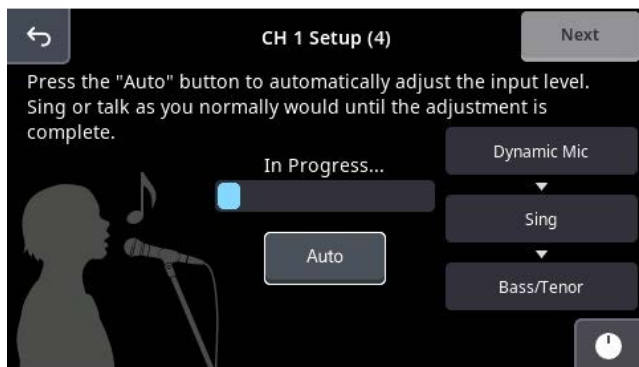 CH 1 Setup (4)
Next
Press the "Auto" button to automatically adjust the input level.
Sing or talk as you normally would until the adjustment is
complete.
In Progress...
Auto
Dynamic Mic
Sing
Bass/Tenor